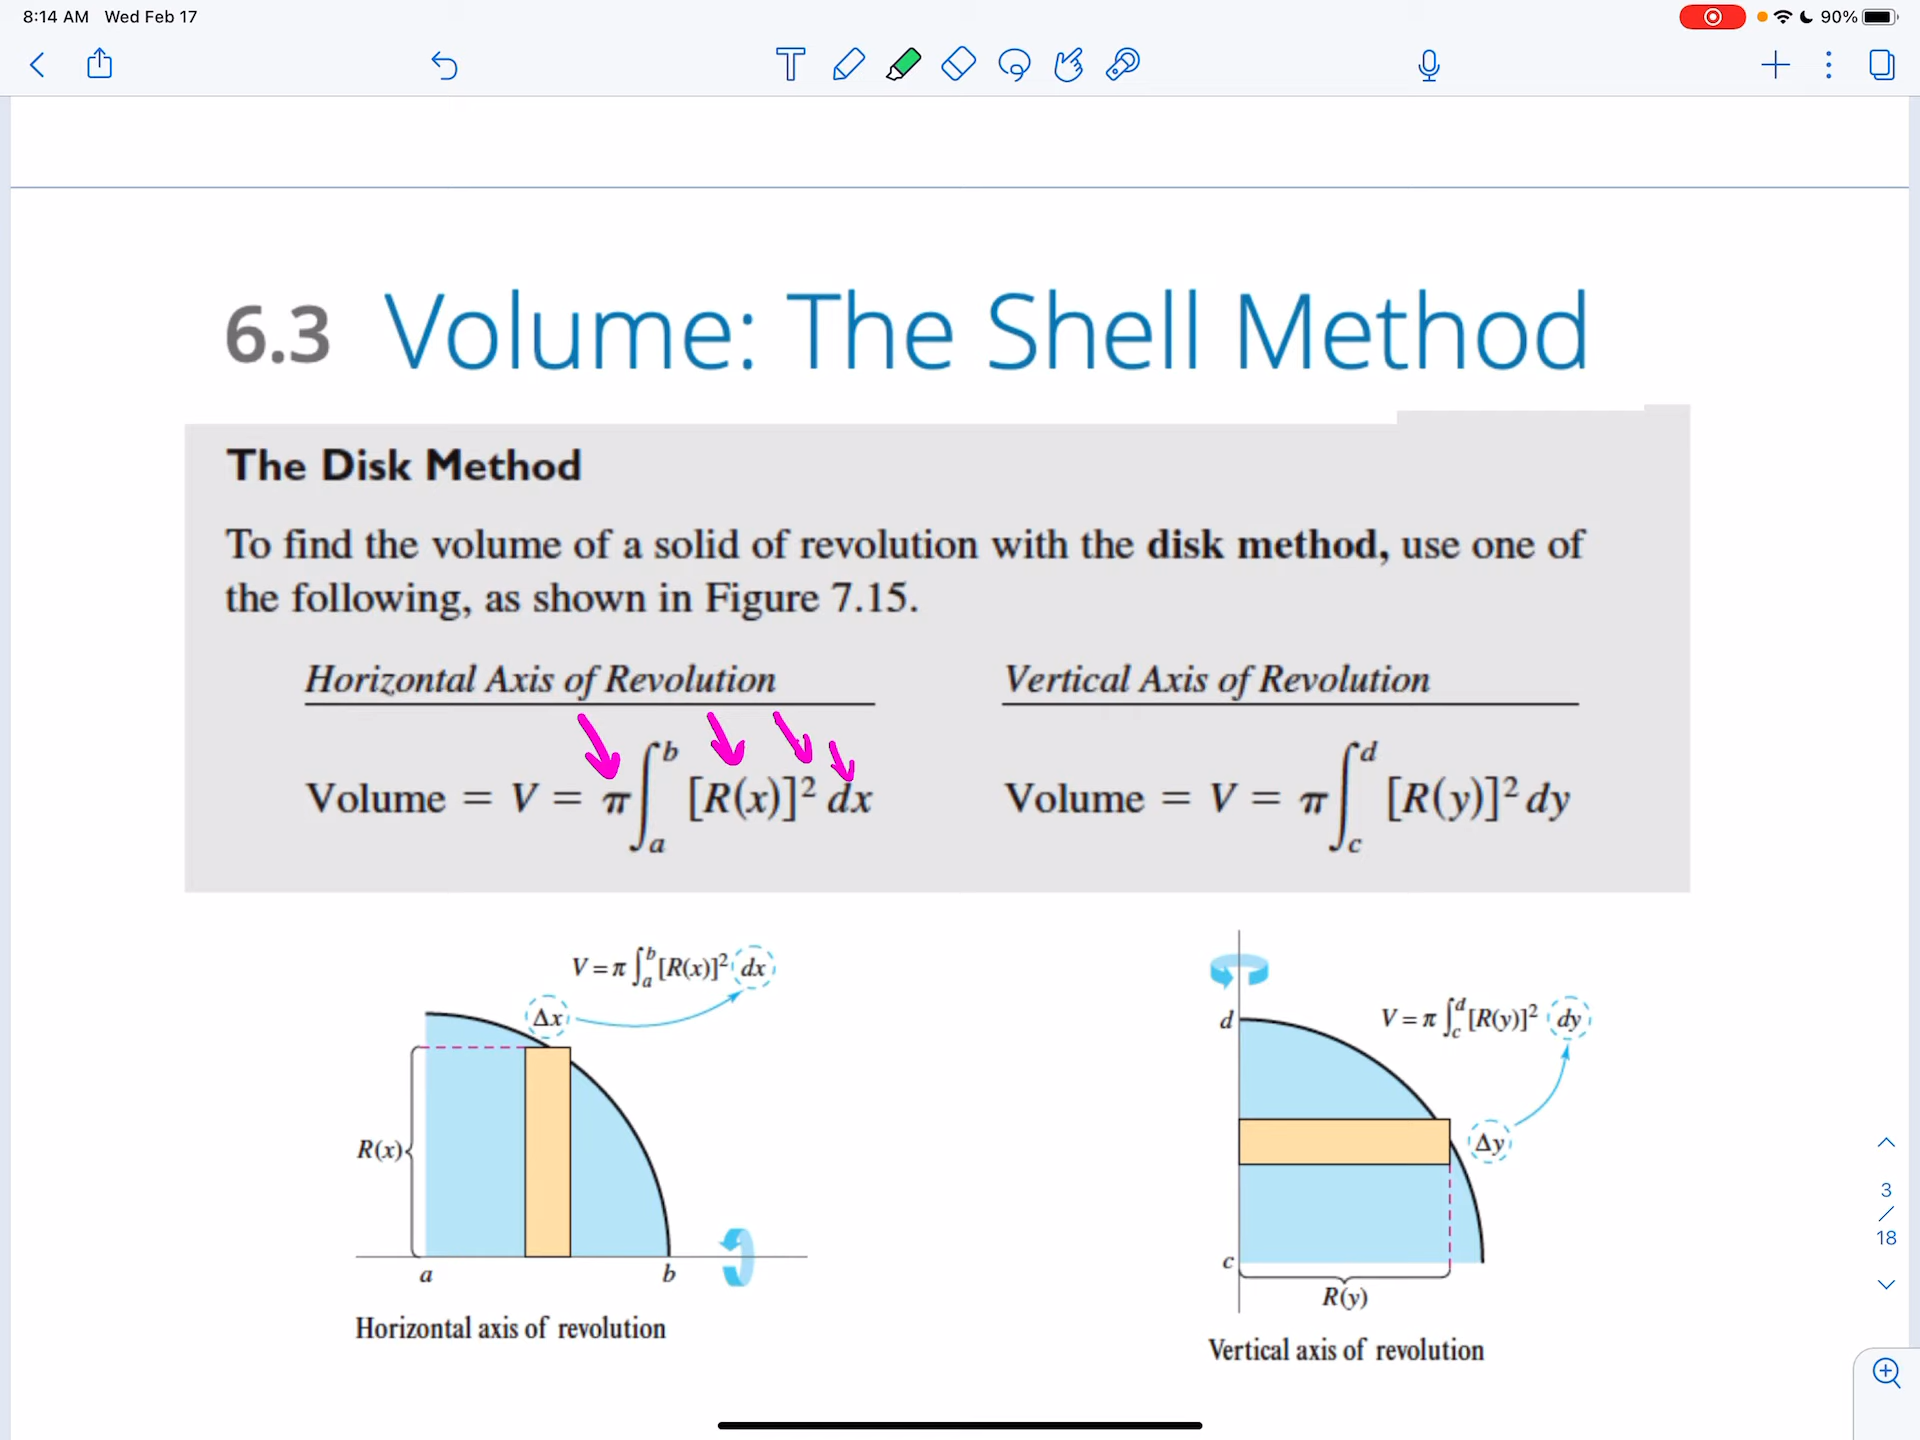 8:14 AM Wed Feb 17
90%
6.3 Volume: The Shell Method
The Disk Method
To find the volume of a solid of revolution with the disk method, use one of
the following, as shown in Figure 7.15.
Horizontal Axis of Revolution
Volume = V = π∫_a^b [R(x)]² dx
Vertical Axis of Revolution
Volume = V = π∫_c^d [R(y)]² dy
V = π ∫_a^b [R(x)]² dx
Δx
R(x)
a b
Horizontal axis of revolution
d
V = π ∫_c^d [R(y)]² dy
Δy
c
R(y)
Vertical axis of revolution
3
/
18